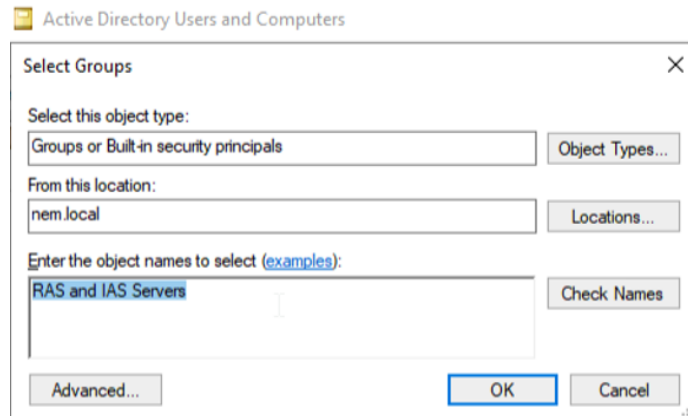 Active Directory Users and Computers
Select Groups
Select this object type:
Groups or Built-in security principals
Object Types...
From this location:
nem.local
Locations...
Enter the object names to select (examples):
RAS and IAS Servers
Check Names
Advanced...
OK
Cancel